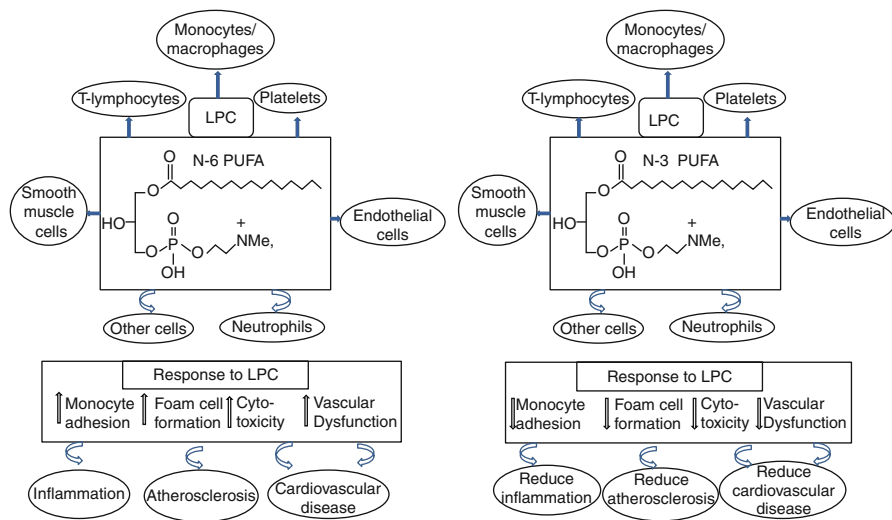 Monocytes/
macrophages
T-lymphocytes
Platelets
LPC
N-6 PUFA
O
O
HO
O
O
P
O
NMe,
+
OH
Smooth
muscle
cells
Endothelial
cells
Other cells
Neutrophils
Response to LPC
Monocyte
adhesion
Foam cell
formation
Cyto-
toxicity
Vascular
Dysfunction
Inflammation
Atherosclerosis
Cardiovascular
disease
Monocytes/
macrophages
T-lymphocytes
Platelets
LPC
N-3 PUFA
O
O
HO
O
O
P
O
NMe,
+
OH
Smooth
muscle
cells
Endothelial
cells
Other cells
Neutrophils
Response to LPC
Monocyte
adhesion
Foam cell
formation
Cyto-
toxicity
Vascular
Dysfunction
Reduce
inflammation
Reduce
atherosclerosis
Reduce
cardiovascular
disease